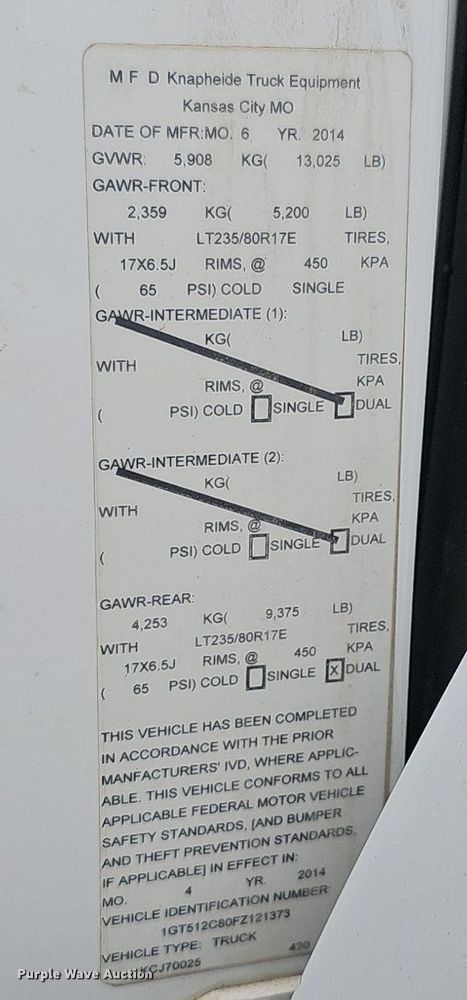 M F D Knapheide Truck Equipment
Kansas City MO
DATE OF MFR:MO. 6 YR. 2014
GVWR: 5,908 KG( 13,025 LB)
GAWR-FRONT:
2,359 KG( 5,200 LB)
WITH LT235/80R17E TIRES,
17X6.5J RIMS, @ 450 KPA
( 65 PSI) COLD SINGLE
GAWR-INTERMEDIATE (1):
KG( LB)
WITH TIRES,
RIMS, @ KPA
( PSI) COLD SINGLE DUAL
GAWR-INTERMEDIATE (2):
KG( LB)
WITH TIRES,
RIMS, @ KPA
( PSI) COLD SINGLE DUAL
GAWR-REAR:
4,253 KG( 9,375 LB)
WITH LT235/80R17E TIRES,
17X6.5J RIMS, @ 450 KPA
( 65 PSI) COLD SINGLE X DUAL
THIS VEHICLE HAS BEEN COMPLETED
IN ACCORDANCE WITH THE PRIOR
MANFACTURERS' IVD, WHERE APPLIC-
ABLE. THIS VEHICLE CONFORMS TO ALL
APPLICABLE FEDERAL MOTOR VEHICLE
SAFETY STANDARDS, [AND BUMPER
AND THEFT PREVENTION STANDARDS,
IF APPLICABLE] IN EFFECT IN:
MO. 4 YR. 2014
VEHICLE IDENTIFICATION NUMBER:
1GT512C80FZ121373
VEHICLE TYPE: TRUCK
KCJ70025 420
Purple Wave Auction